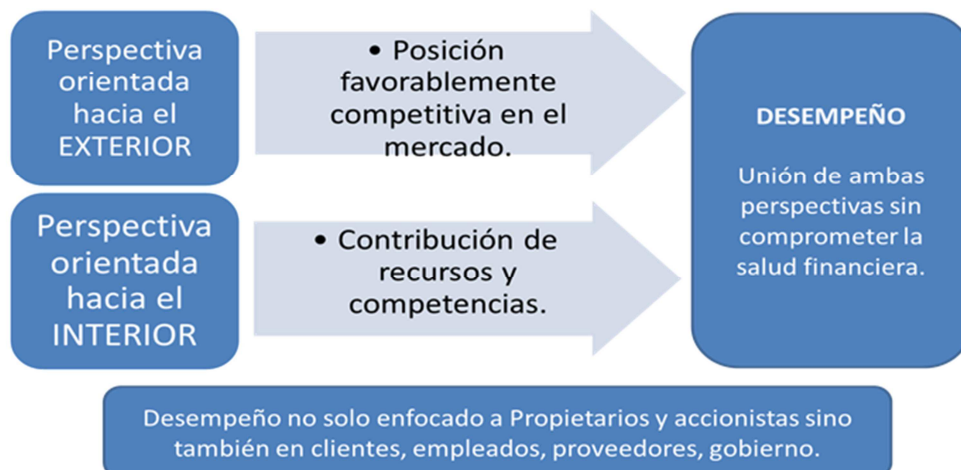 Perspectiva
orientada
hacia el
EXTERIOR
• Posición
favorablemente
competitiva en el
mercado.
Perspectiva
orientada
hacia el
INTERIOR
• Contribución de
recursos y
competencias.
DESEMPEÑO
Unión de ambas
perspectivas sin
comprometer la
salud financiera.
Desempeño no solo enfocado a Propietarios y accionistas sino
también en clientes, empleados, proveedores, gobierno.